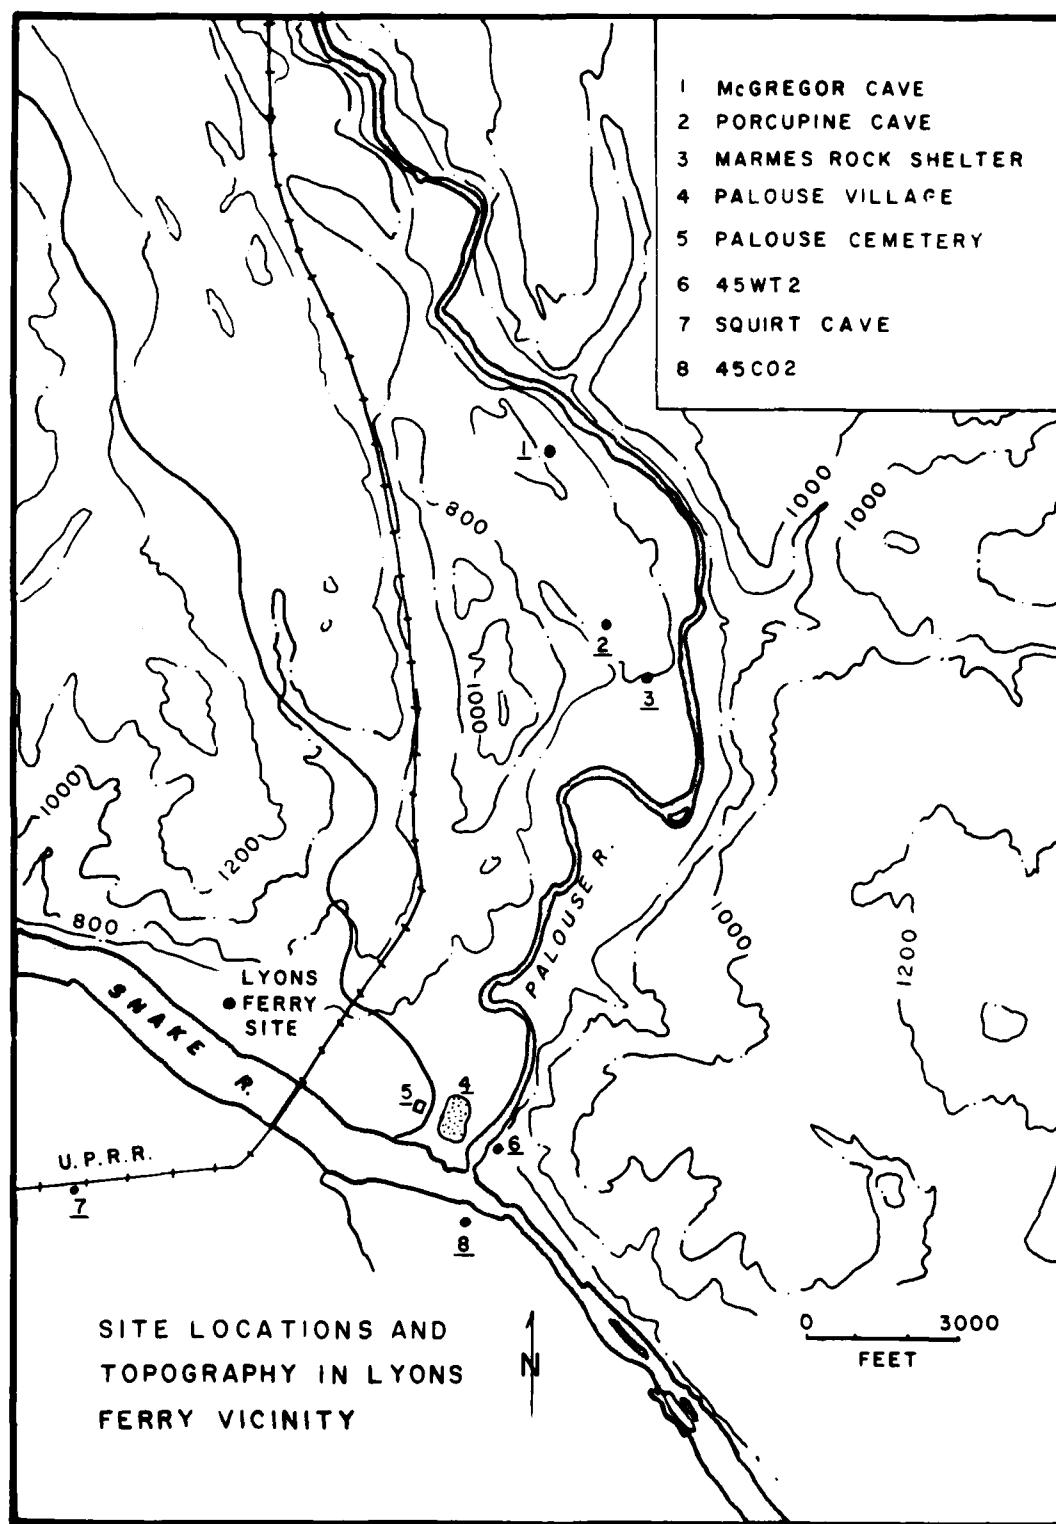 1 McGREGOR CAVE
2 PORCUPINE CAVE
3 MARMES ROCK SHELTER
4 PALOUSE VILLAGE
5 PALOUSE CEMETERY
6 45WT2
7 SQUIRT CAVE
8 45CO2
1
1000
1000
800
2
3
1000
1000
1200
PALOUSE R.
1000
1200
800
LYONS
FERRY
SITE
SNAKE R.
5
4
6
U.P.R.R.
7
8
SITE LOCATIONS AND
TOPOGRAPHY IN LYONS
FERRY VICINITY
N
0 3000
FEET